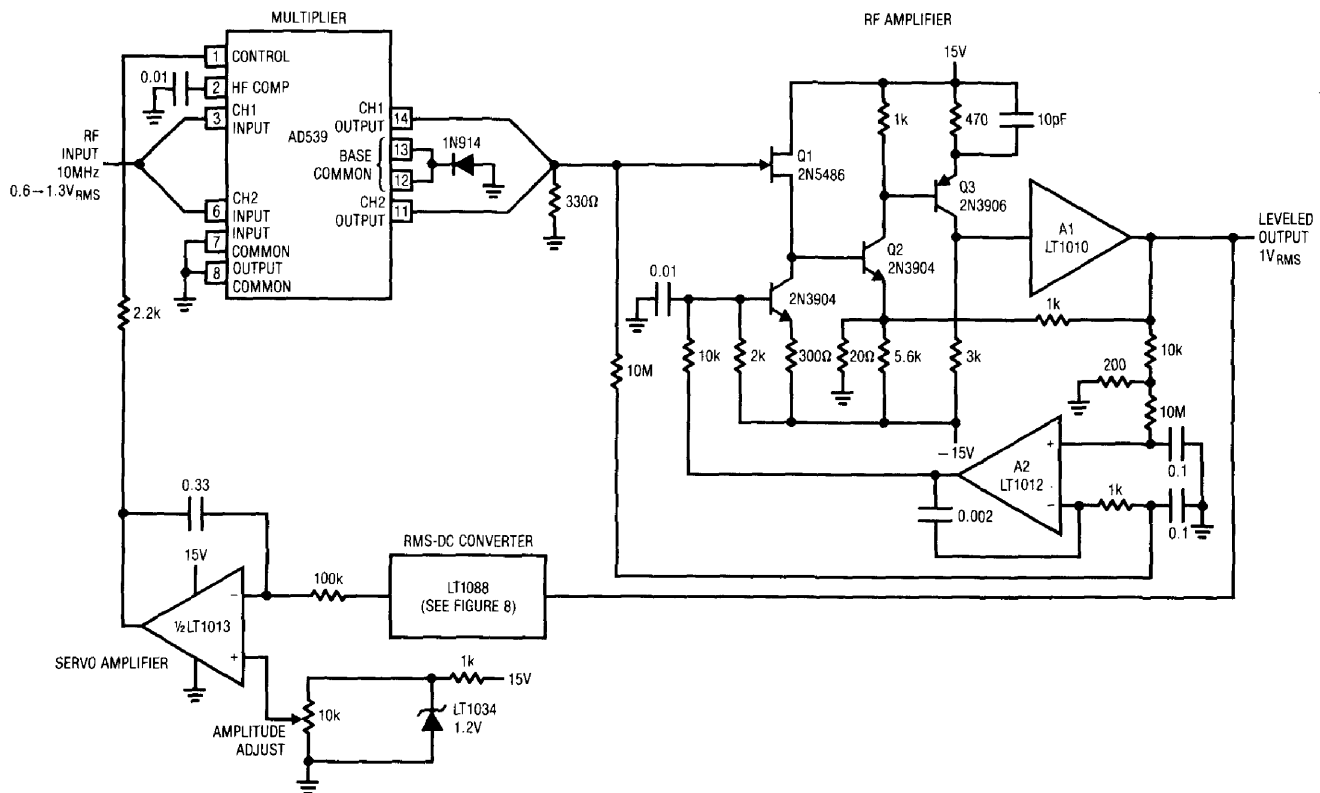 MULTIPLIER
RF AMPLIFIER
1 CONTROL
0.01
2 HF COMP
3 CH1 INPUT
RF INPUT
10MHz
0.6→1.3VRMS
6 CH2 INPUT
7 INPUT COMMON
8 OUTPUT COMMON
AD539
CH1 OUTPUT 14
BASE COMMON 13
12
CH2 OUTPUT 11
1N914
330Ω
2.2k
15V
1k
470
10pF
Q1
2N5486
Q3
2N3906
Q2
2N3904
A1
LT1010
LEVELED
OUTPUT
1VRMS
0.01
2N3904
1k
10k
2k
300Ω
20Ω
5.6k
3k
10k
200
10M
10M
−15V
A2
LT1012
+
−
0.1
1k
0.1
0.002
0.33
15V
RMS-DC CONVERTER
LT1088
(SEE FIGURE 8)
100k
−
½LT1013
+
SERVO AMPLIFIER
1k
15V
10k
LT1034
1.2V
AMPLITUDE
ADJUST